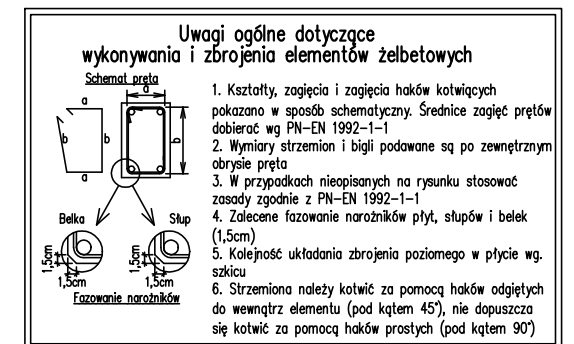 Uwagi ogólne dotyczące
wykonywania i zbrojenia elementów żelbetowych
Schemat pręta
a
a
b
b
a
b
Belka
Słup
1,5cm
1,5cm
1,5cm
1,5cm
Fazowanie narożników
1. Kształty, zagięcia i zagięcia haków kotwiących
pokazano w sposób schematyczny. Średnice zagięć prętów
dobierać wg PN-EN 1992-1-1
2. Wymiary strzemion i bigli podawane są po zewnętrznym
obrysie pręta
3. W przypadkach nieopisanych na rysunku stosować
zasady zgodnie z PN-EN 1992-1-1
4. Zalecene fazowanie narożników płyt, słupów i belek
(1,5cm)
5. Kolejność układania zbrojenia poziomego w płycie wg.
szkicu
6. Strzemiona należy kotwić za pomocą haków odgiętych
do wewnątrz elementu (pod kątem 45°), nie dopuszcza
się kotwić za pomocą haków prostych (pod kątem 90°)